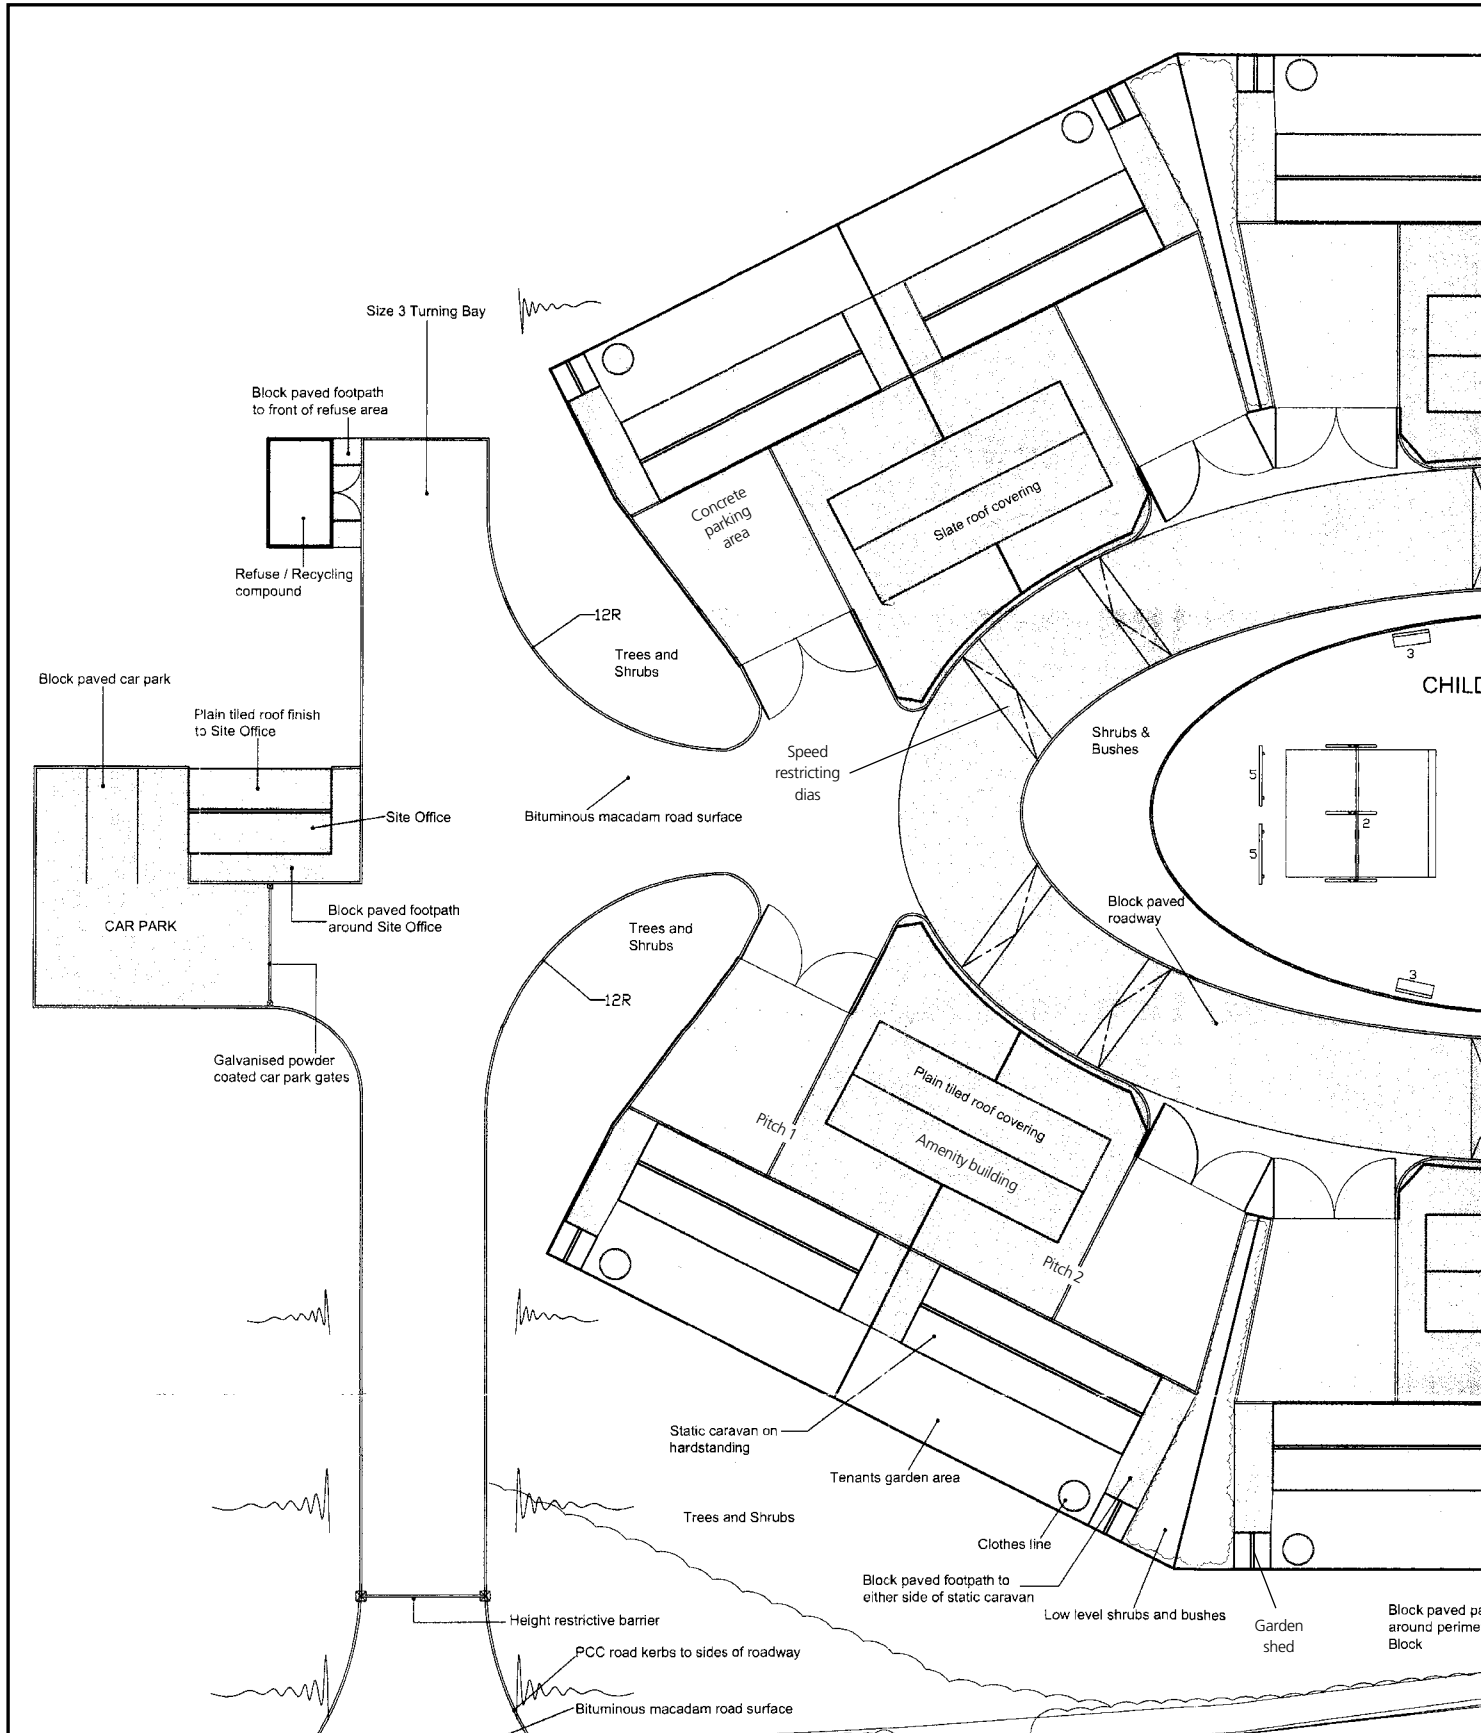 Size 3 Turning Bay
Block paved footpath
to front of refuse area
Concrete
parking
area
Slate roof covering
Refuse / Recycling
compound
12R
Trees and
Shrubs
3
CHILD
Block paved car park
Plain tiled roof finish
to Site Office
Speed
restricting
dias
Shrubs &
Bushes
5
2
5
Site Office
Bituminous macadam road surface
Block paved footpath
around Site Office
CAR PARK
Trees and
Shrubs
Block paved
roadway
12R
3
Galvanised powder
coated car park gates
Plain tiled roof covering
Pitch 1
Amenity building
Pitch 2
Static caravan on
hardstanding
Tenants garden area
Trees and Shrubs
Clothes line
Block paved footpath to
either side of static caravan
Low level shrubs and bushes
Garden
shed
Block paved pa
around perime
Block
Height restrictive barrier
PCC road kerbs to sides of roadway
Bituminous macadam road surface